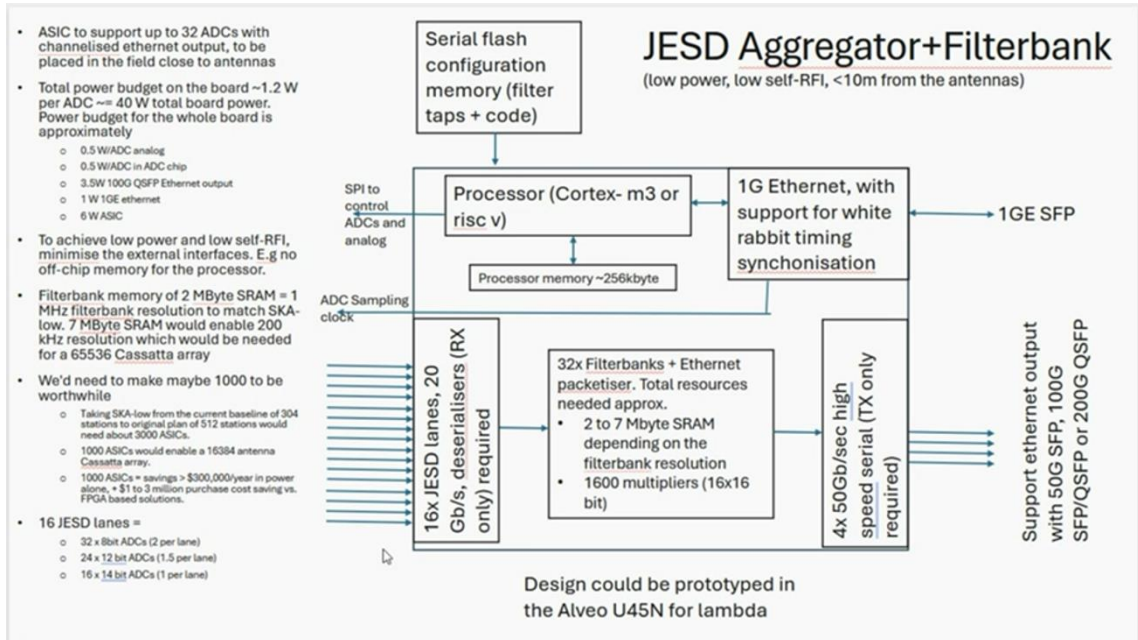 • ASIC to support up to 32 ADCs with
channelised ethernet output, to be
placed in the field close to antennas
• Total power budget on the board ~1.2 W
per ADC ~= 40 W total board power.
Power budget for the whole board is
approximately
o 0.5 W/ADC analog
o 0.5 W/ADC in ADC chip
o 3.5W 100G QSFP Ethernet output
o 1 W 1GE ethernet
o 6 W ASIC
• To achieve low power and low self-RFI,
minimise the external interfaces. E.g no
off-chip memory for the processor.
• Filterbank memory of 2 MByte SRAM = 1
MHz filterbank resolution to match SKA-
low. 7 MByte SRAM would enable 200
kHz resolution which would be needed
for a 65536 Cassatta array
• We'd need to make maybe 1000 to be
worthwhile
o Taking SKA-low from the current baseline of 304
stations to original plan of 512 stations would
need about 3000 ASICs.
o 1000 ASICs would enable a 16384 antenna
Cassatta array.
o 1000 ASICs = savings > $300,000/year in power
alone, + $1 to 3 million purchase cost saving vs.
FPGA based solutions.
• 16 JESD lanes =
o 32 x 8bit ADCs (2 per lane)
o 24 x 12 bit ADCs (1.5 per lane)
o 16 x 14 bit ADCs (1 per lane)
JESD Aggregator+Filterbank
(low power, low self-RFI, <10m from the antennas)
Serial flash
configuration
memory (filter
taps + code)
SPI to
control
ADCs and
analog
Processor (Cortex- m3 or
risc v)
Processor memory ~256kbyte
1G Ethernet, with
support for white
rabbit timing
synchonisation
1GE SFP
ADC Sampling
clock
16x JESD lanes, 20
Gb/s, deserialisers (RX
only) required
32x Filterbanks + Ethernet
packetiser. Total resources
needed approx.
• 2 to 7 Mbyte SRAM
depending on the
filterbank resolution
• 1600 multipliers (16x16
bit)
4x 50Gb/sec high
speed serial (TX only
required)
Support ethernet output
with 50G SFP, 100G
SFP/QSFP or 200G QSFP
Design could be prototyped in
the Alveo U45N for lambda